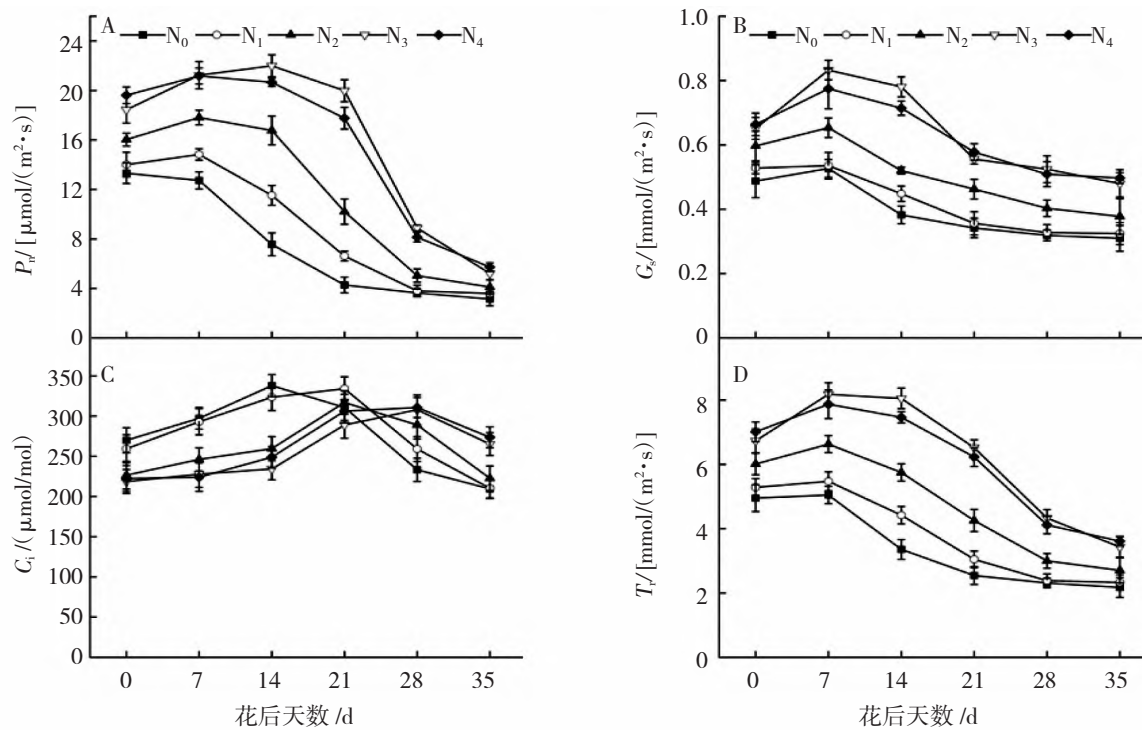 A
N₀ N₁ N₂ N₃ N₄
24
20
16
12
8
4
0
Pₙ/[μmol/(m²•s)]
B
N₀ N₁ N₂ N₃ N₄
1.0
0.8
0.6
0.4
0.2
0
Gₛ/[mmol/(m²•s)]
C
350
300
250
200
150
100
50
0
Cᵢ/(μmol/mol)
0 7 14 21 28 35
花后天数/d
D
8
6
4
2
0
Tᵣ/[mmol/(m²•s)]
0 7 14 21 28 35
花后天数/d